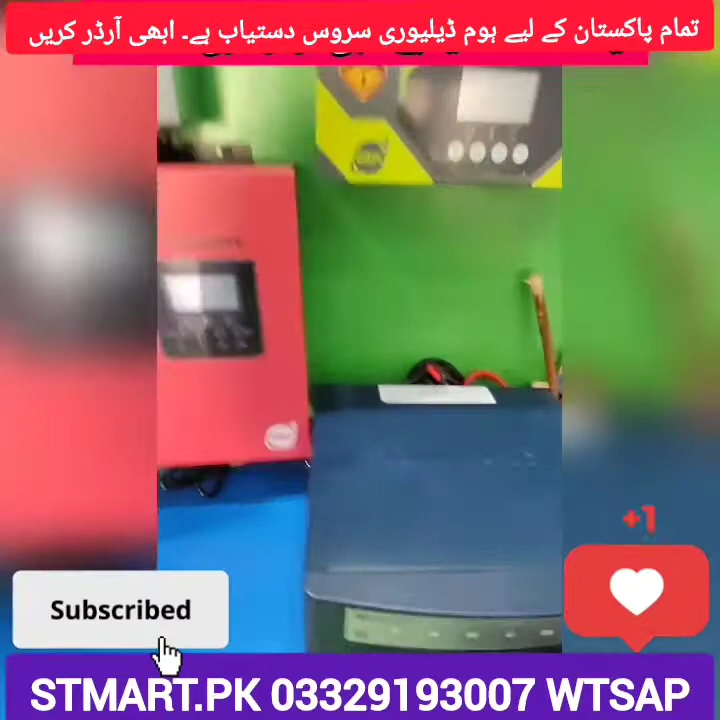 تمام پاکستان کے لیے ہوم ڈیلیوری سروس دستیاب ہے۔ ابھی آرڈر کریں
+1
Subscribed
STMART.PK 03329193007 WTSAP